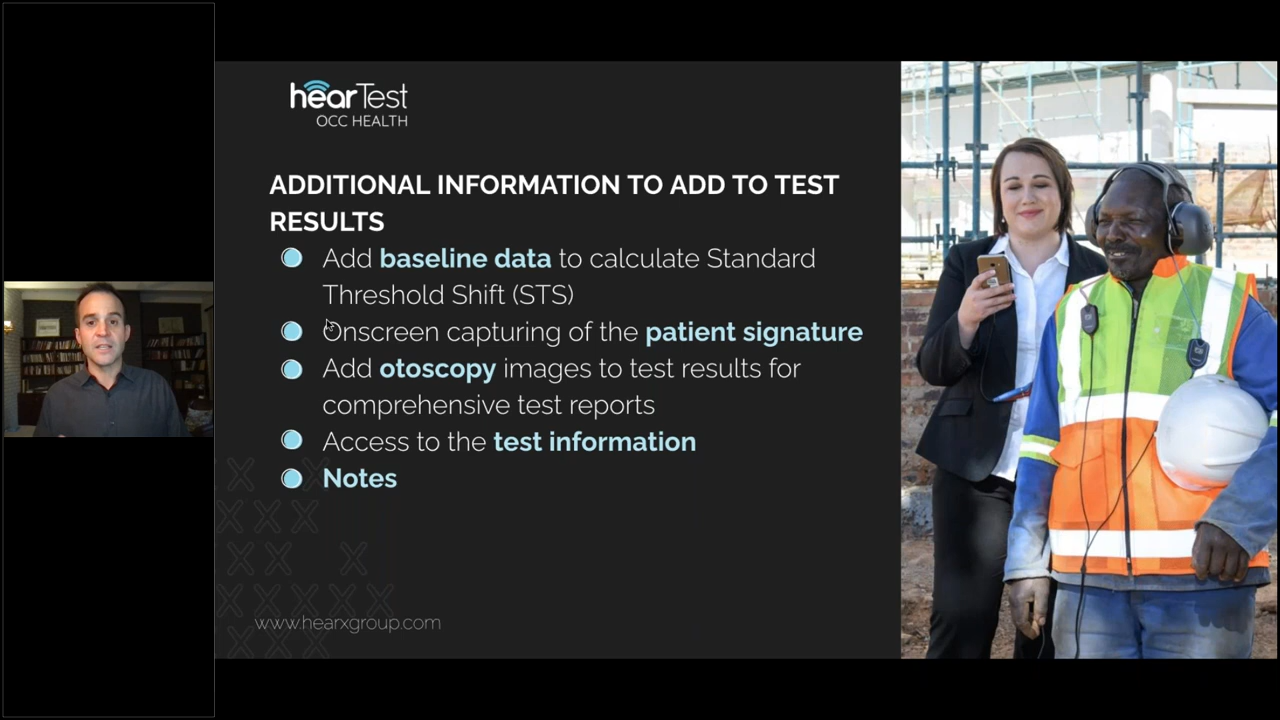 hearTest
OCC HEALTH
ADDITIONAL INFORMATION TO ADD TO TEST
RESULTS
Add baseline data to calculate Standard
Threshold Shift (STS)
Onscreen capturing of the patient signature
Add otoscopy images to test results for
comprehensive test reports
Access to the test information
Notes
www.hearxgroup.com